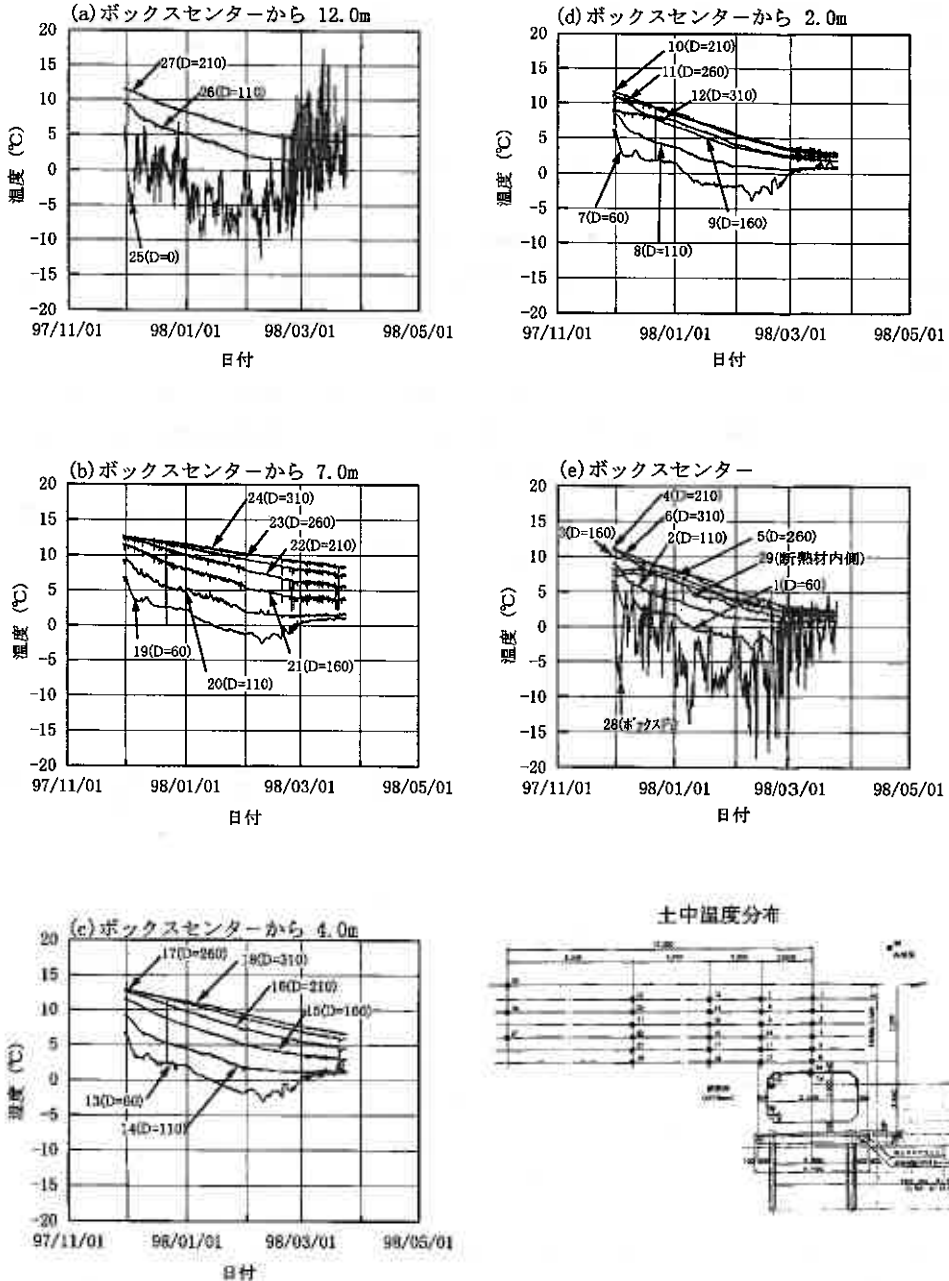 (a)ボックスセンターから 12.0m
温度 (℃)
20
15
10
5
0
-5
-10
-15
-20
27(D=210)
26(D=110)
25(D=0)
97/11/01 98/01/01 98/03/01 98/05/01
日付
(d)ボックスセンターから 2.0m
温度 (℃)
20
15
10
5
0
-5
-10
-15
-20
10(D=210)
11(D=260)
12(D=310)
7(D=60)
9(D=160)
8(D=110)
97/11/01 98/01/01 98/03/01 98/05/01
日付
(b)ボックスセンターから 7.0m
温度 (℃)
20
15
10
5
0
-5
-10
-15
-20
24(D=310)
23(D=260)
22(D=210)
19(D=60)
21(D=160)
20(D=110)
97/11/01 98/01/01 98/03/01 98/05/01
日付
(e)ボックスセンター
温度 (℃)
20
15
10
5
0
-5
-10
-15
-20
4(D=210)
6(D=310)
3(D=160)
2(D=110)
5(D=260)
29(断熱材内側)
1(D=60)
28(ボックス内)
97/11/01 98/01/01 98/03/01 98/05/01
日付
(c)ボックスセンターから 4.0m
温度 (℃)
20
15
10
5
0
-5
-10
-15
-20
17(D=260)
18(D=310)
16(D=210)
15(D=160)
13(D=60)
14(D=110)
97/11/01 98/01/01 98/03/01 98/05/01
日付
土中温度分布